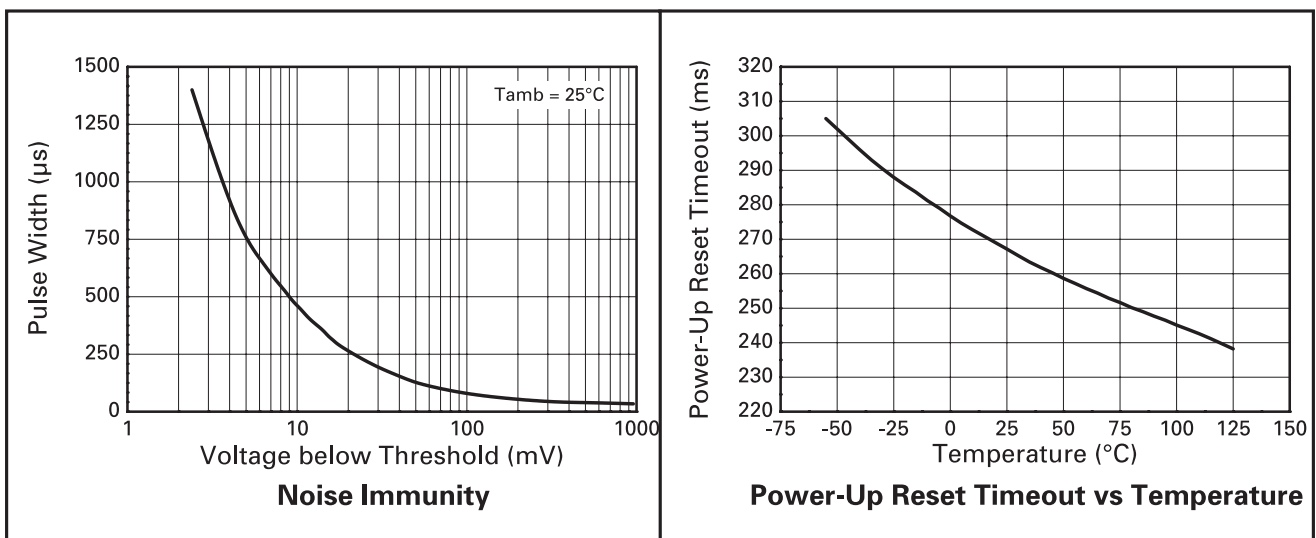 1500
1250
1000
750
500
250
0
Pulse Width (µs)
Tamb = 25°C
1 10 100 1000
Voltage below Threshold (mV)
Noise Immunity
320
310
300
290
280
270
260
250
240
230
220
Power-Up Reset Timeout (ms)
-75 -50 -25 0 25 50 75 100 125 150
Temperature (°C)
Power-Up Reset Timeout vs Temperature